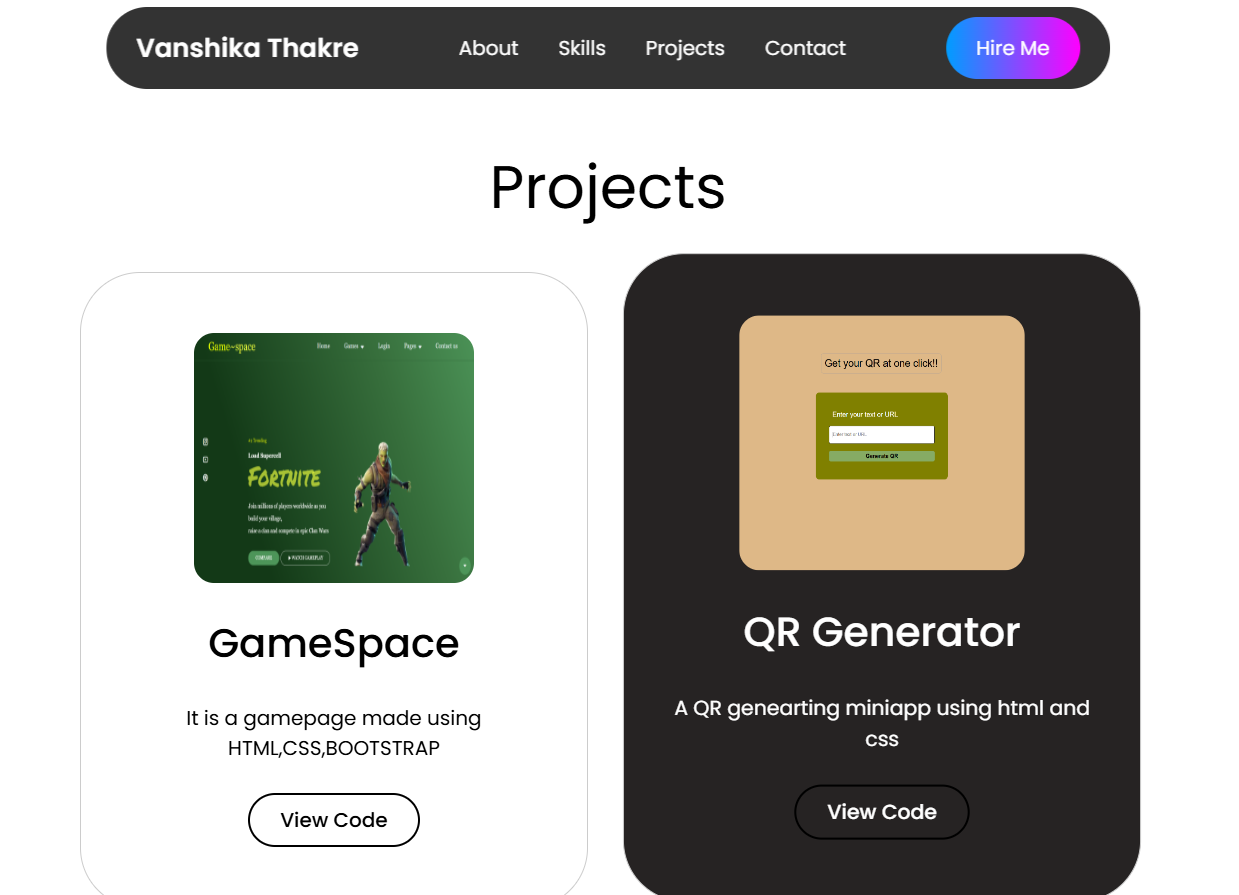 Vanshika Thakre
About Skills Projects Contact
Hire Me
Projects
Game~space
Home Games Login Pages Contact us
#1 Trending
Load Supercell
FORTNITE
Join millions of players worldwide as you
build your village,
raise a clan and compete in epic Clan Wars
WATCH GAMEPLAY
GameSpace
It is a gamepage made using
HTML,CSS,BOOTSTRAP
View Code
Get your QR at one click!!
Enter your text or URL
Enter text or URL
Generate QR
QR Generator
A QR genearting miniapp using html and
css
View Code